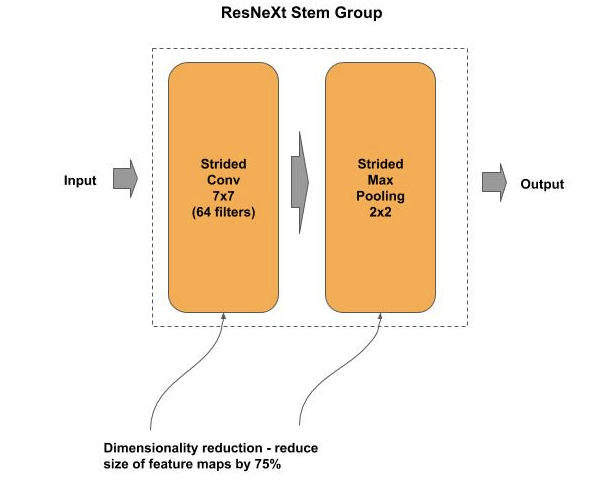 ResNeXt Stem Group
Input
Strided
Conv
7x7
(64 filters)
Strided
Max
Pooling
2x2
Output
Dimensionality reduction - reduce
size of feature maps by 75%